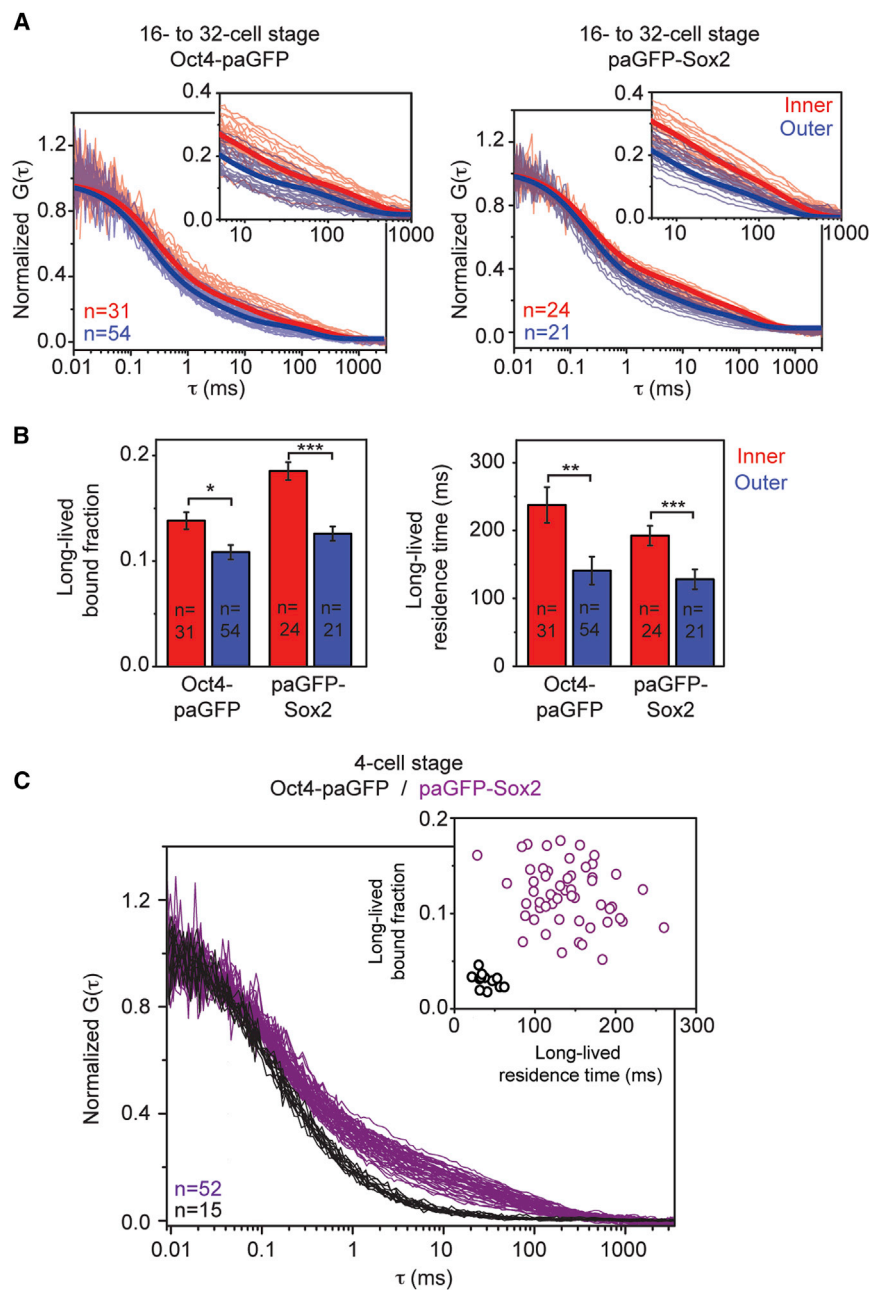 A
16- to 32-cell stage
Oct4-paGFP
Normalized G(τ)
1.2
1.0
0.8
0.6
0.4
0.2
0.0
0.01
0.1
1
10
100
1000
τ (ms)
n=31
n=54
0.4
0.2
0.0
10
100
1000
16- to 32-cell stage
paGFP-Sox2
Normalized G(τ)
1.2
0.8
0.4
0.0
0.01
0.1
1
10
100
1000
τ (ms)
n=24
n=21
0.4
0.2
0.0
10
100
1000
Inner
Outer
B
Long-lived
bound fraction
0.2
0.1
0.0
*
***
n=
31
n=
54
n=
24
n=
21
Oct4-
paGFP
paGFP-
Sox2
Long-lived
residence time (ms)
300
200
100
0
**
***
n=
31
n=
54
n=
24
n=
21
Oct4-
paGFP
paGFP-
Sox2
Inner
Outer
C
4-cell stage
Oct4-paGFP / paGFP-Sox2
Normalized G(τ)
1.2
0.8
0.4
0.0
0.01
0.1
1
10
100
1000
τ (ms)
n=52
n=15
Long-lived
bound fraction
0.2
0.1
0.0
0
100
200
300
Long-lived
residence time (ms)